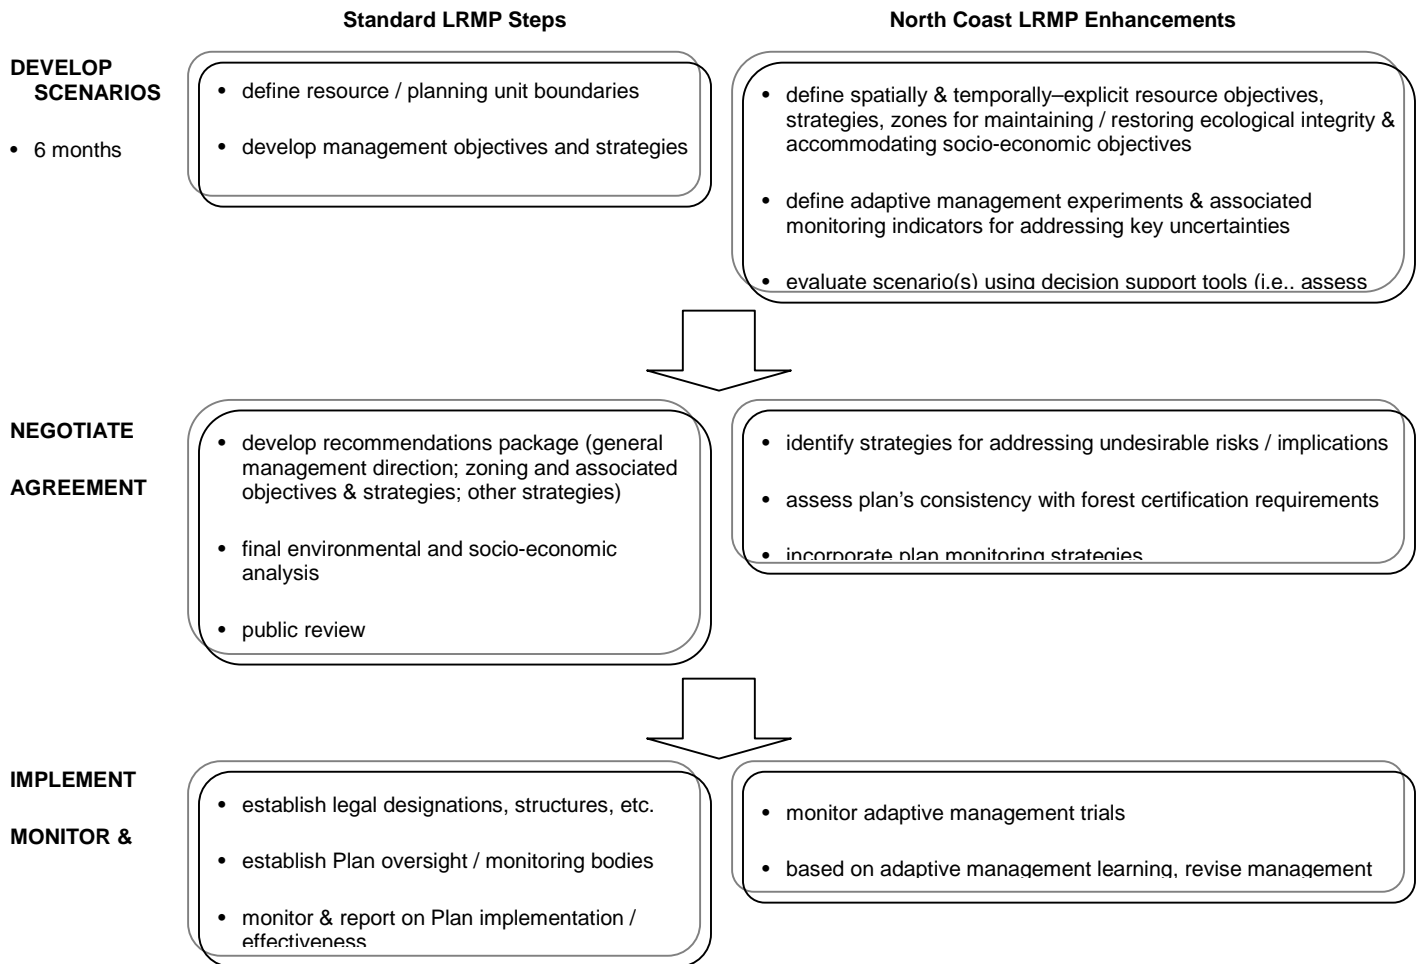 Standard LRMP Steps
North Coast LRMP Enhancements
DEVELOP
SCENARIOS
• 6 months
• define resource / planning unit boundaries
• develop management objectives and strategies
• define spatially & temporally–explicit resource objectives,
strategies, zones for maintaining / restoring ecological integrity &
accommodating socio-economic objectives
• define adaptive management experiments & associated
monitoring indicators for addressing key uncertainties
• evaluate scenario(s) using decision support tools (i.e., assess
NEGOTIATE
AGREEMENT
• develop recommendations package (general
management direction; zoning and associated
objectives & strategies; other strategies)
• final environmental and socio-economic
analysis
• public review
• identify strategies for addressing undesirable risks / implications
• assess plan's consistency with forest certification requirements
• incorporate plan monitoring strategies
IMPLEMENT
MONITOR &
• establish legal designations, structures, etc.
• establish Plan oversight / monitoring bodies
• monitor & report on Plan implementation /
effectiveness
• monitor adaptive management trials
• based on adaptive management learning, revise management